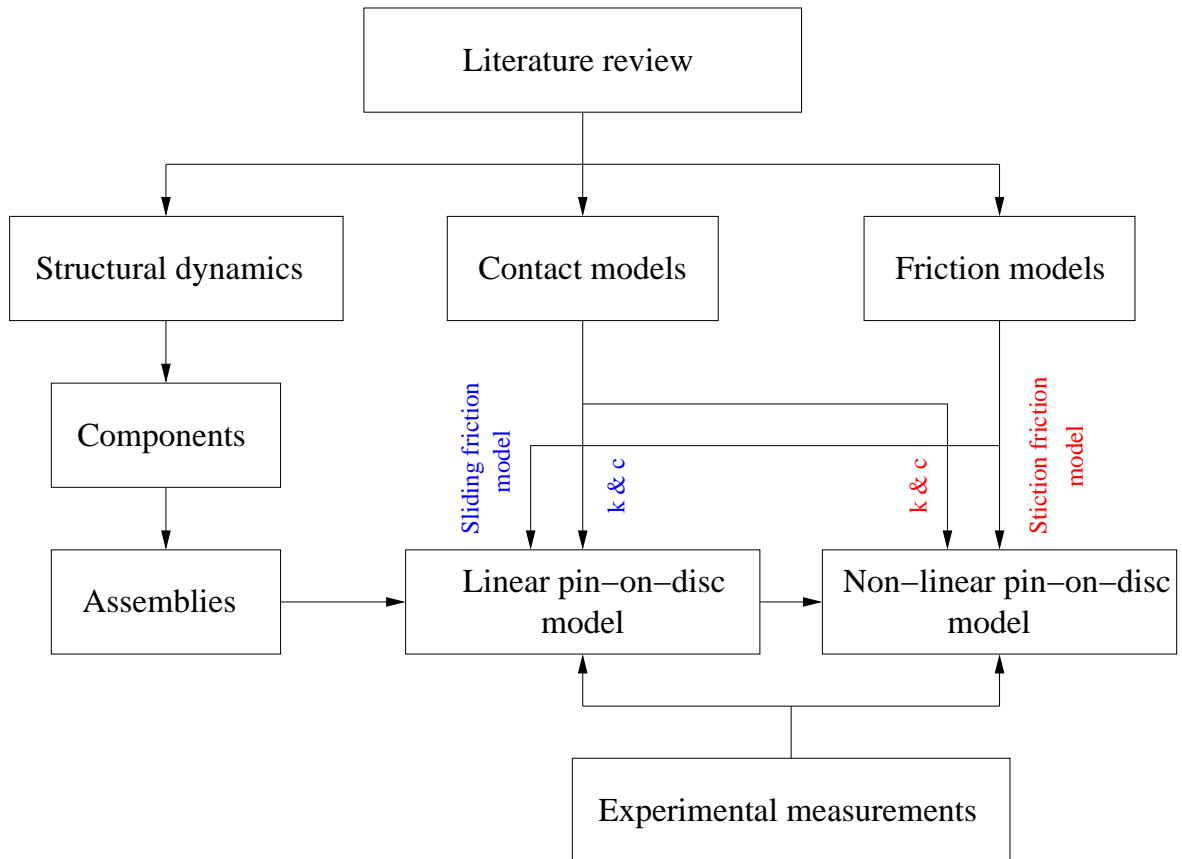 Literature review
Structural dynamics
Contact models
Friction models
Components
Sliding friction
model
k & c
k & c
Stiction friction
model
Assemblies
Linear pin−on−disc
model
Non−linear pin−on−disc
model
Experimental measurements